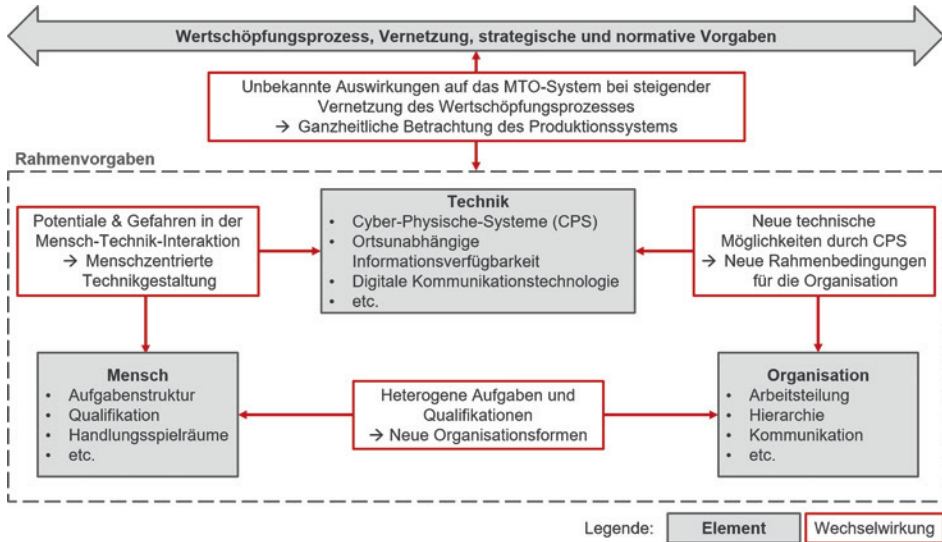 Wertschöpfungsprozess, Vernetzung, strategische und normative Vorgaben
Unbekannte Auswirkungen auf das MTO-System bei steigender
Vernetzung des Wertschöpfungsprozesses
→ Ganzheitliche Betrachtung des Produktionssystems
Rahmenvorgaben
Potentiale & Gefahren in der
Mensch-Technik-Interaktion
→ Menschzentrierte
Technikgestaltung
Technik
• Cyber-Physische-Systeme (CPS)
• Ortsunabhängige
Informationsverfügbarkeit
• Digitale Kommunikationstechnologie
• etc.
Neue technische
Möglichkeiten durch CPS
→ Neue Rahmenbedingungen
für die Organisation
Mensch
• Aufgabenstruktur
• Qualifikation
• Handlungsspielräume
• etc.
Heterogene Aufgaben und
Qualifikationen
→ Neue Organisationsformen
Organisation
• Arbeitsteilung
• Hierarchie
• Kommunikation
• etc.
Legende: Element Wechselwirkung